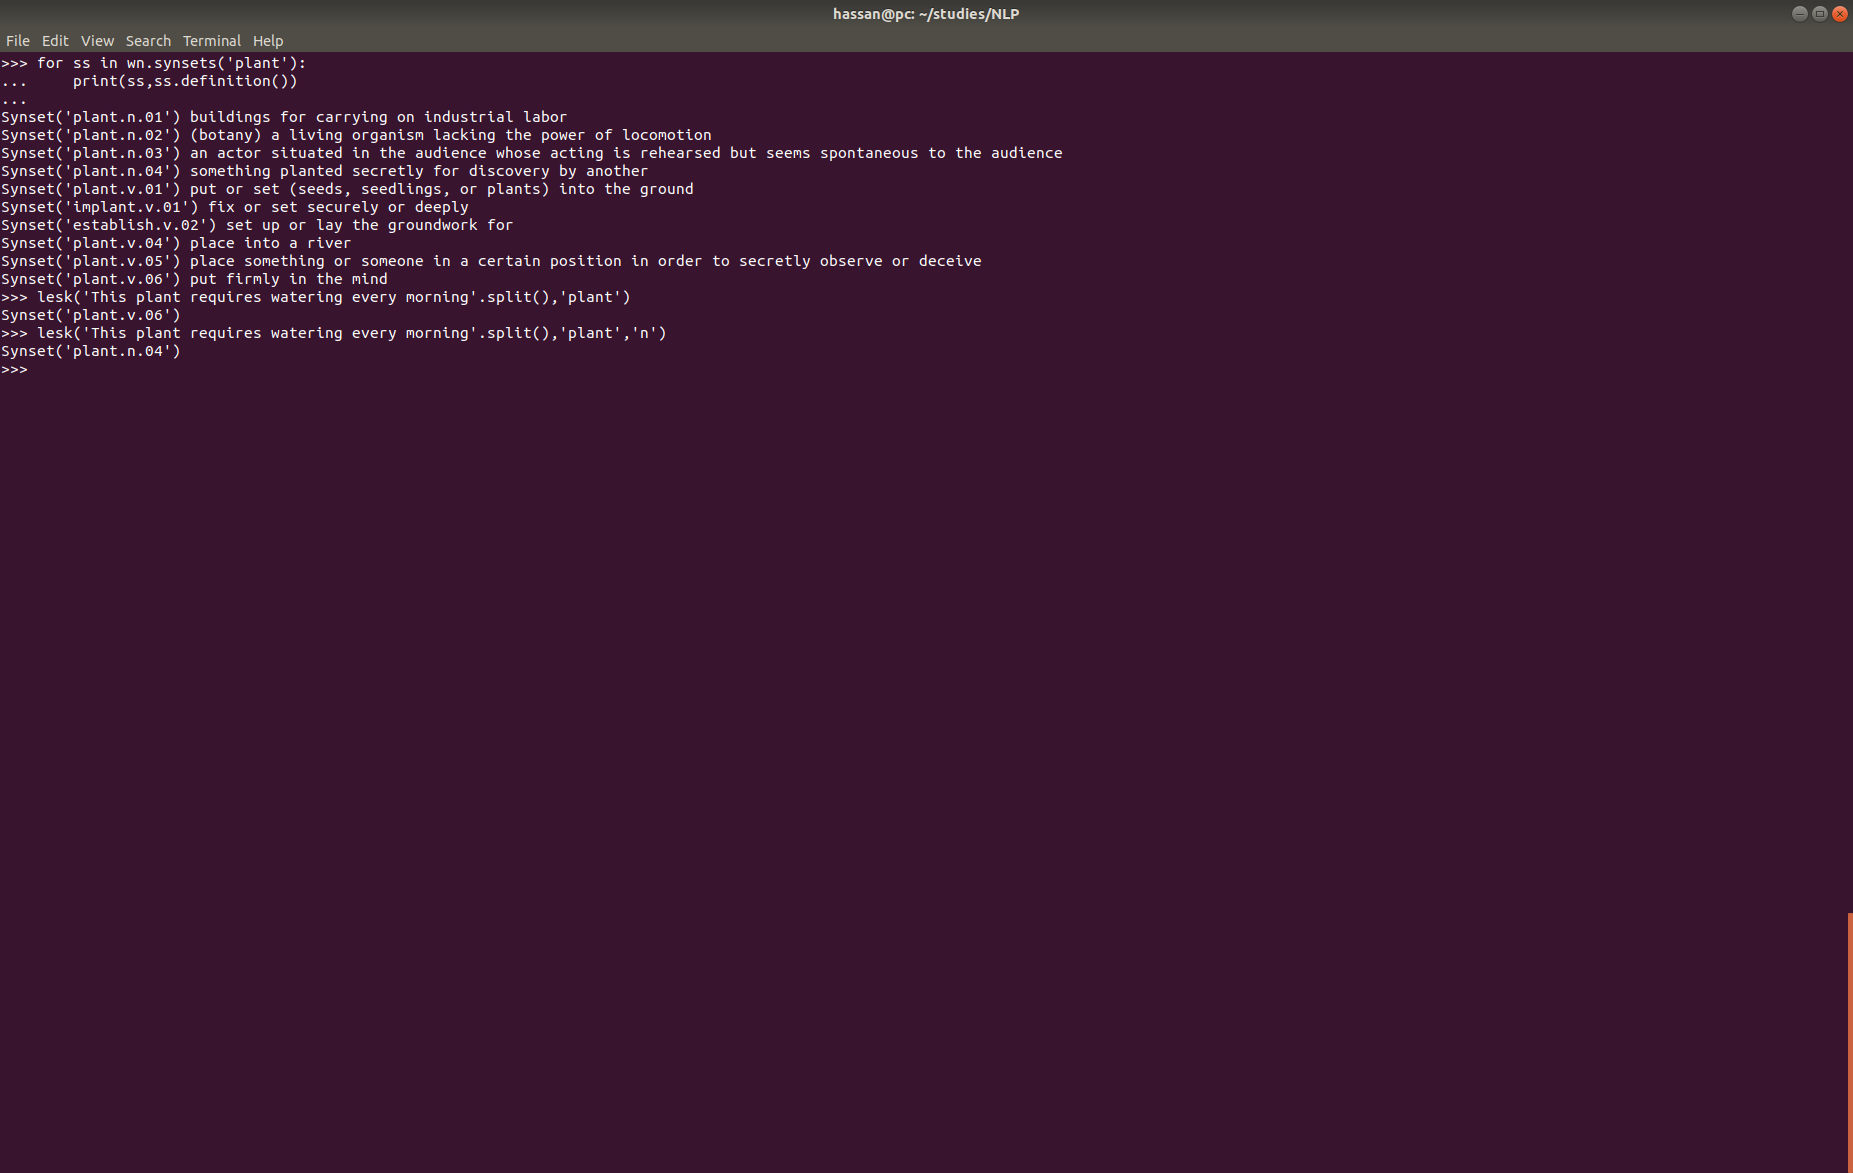 hassan@pc: ~/studies/NLP
File Edit View Search Terminal Help
>>> for ss in wn.synsets('plant'):
...     print(ss,ss.definition())
...
Synset('plant.n.01') buildings for carrying on industrial labor
Synset('plant.n.02') (botany) a living organism lacking the power of locomotion
Synset('plant.n.03') an actor situated in the audience whose acting is rehearsed but seems spontaneous to the audience
Synset('plant.n.04') something planted secretly for discovery by another
Synset('plant.v.01') put or set (seeds, seedlings, or plants) into the ground
Synset('implant.v.01') fix or set securely or deeply
Synset('establish.v.02') set up or lay the groundwork for
Synset('plant.v.04') place into a river
Synset('plant.v.05') place something or someone in a certain position in order to secretly observe or deceive
Synset('plant.v.06') put firmly in the mind
>>> lesk('This plant requires watering every morning'.split(),'plant')
Synset('plant.v.06')
>>> lesk('This plant requires watering every morning'.split(),'plant','n')
Synset('plant.n.04')
>>>